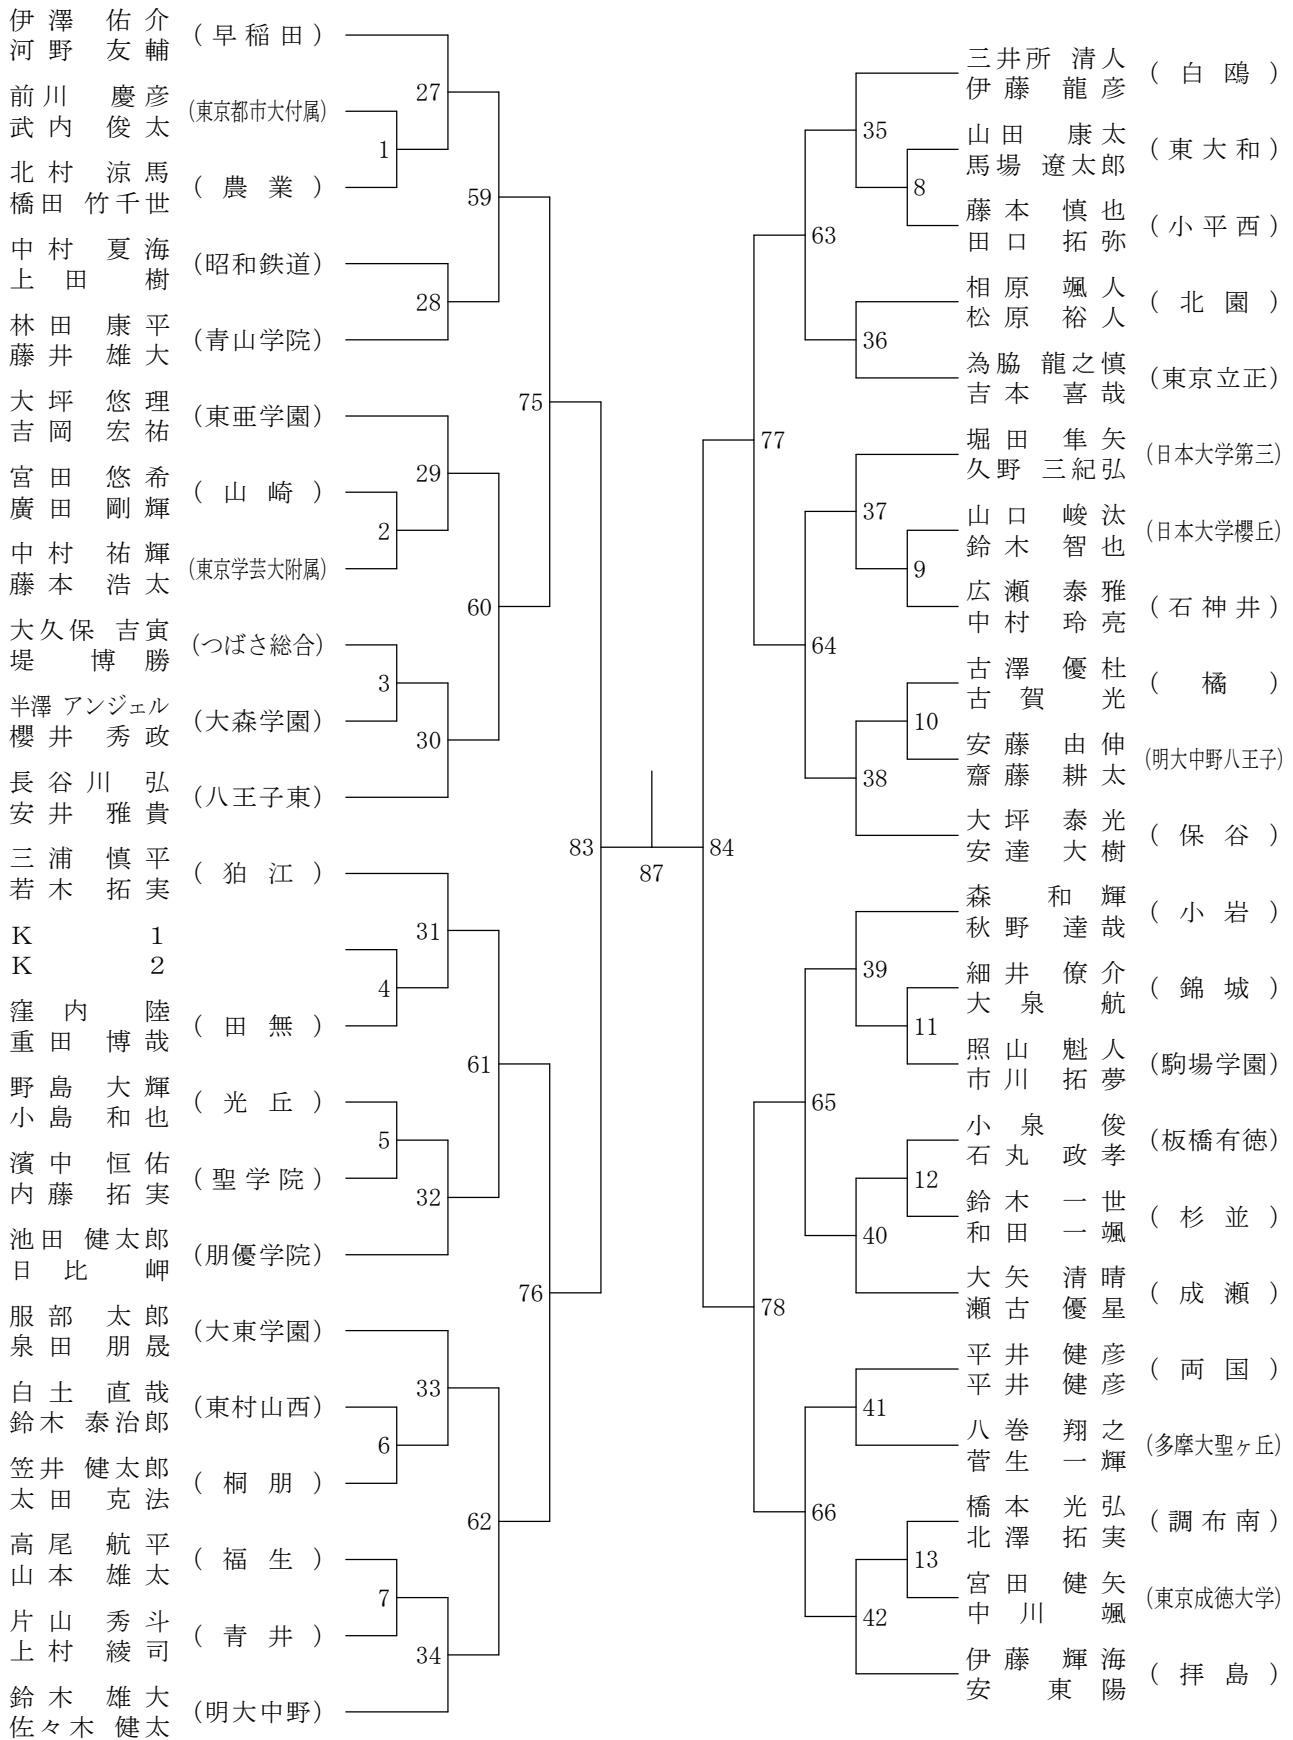 伊澤 佑介
河野 友輔
(早稲田)
前川 慶彦
武内 俊太
(東京都市大付属)
北村 涼馬
橋田 竹千世
(農業)
中村 夏海
上田 樹
(昭和鉄道)
林田 康平
藤井 雄大
(青山学院)
大坪 悠理
吉岡 宏祐
(東亜学園)
宮田 悠希
廣田 剛輝
(山崎)
中村 祐輝
藤本 浩太
(東京学芸大附属)
大久保 吉寅
堤 博勝
(つばさ総合)
半澤 アンジェル
櫻井 秀政
(大森学園)
長谷川 弘
安井 雅貴
(八王子東)
三浦 慎平
若木 拓実
(狛江)
K 1
K 2
窪内 陸
重田 博哉
(田無)
野島 大輝
小島 和也
(光丘)
濱中 恒佑
内藤 拓実
(聖学院)
池田 健太郎
日比 岬
(朋優学院)
服部 太郎
泉田 朋晟
(大東学園)
白土 直哉
鈴木 泰治郎
(東村山西)
笠井 健太郎
太田 克法
(桐朋)
高尾 航平
山本 雄太
(福生)
片山 秀斗
上村 綾司
(青井)
鈴木 雄大
佐々木 健太
(明大中野)
1
2
3
4
5
6
7
27
28
29
30
31
32
33
34
59
60
61
62
75
76
83
87
84
77
78
63
64
65
66
35
36
37
38
39
40
41
42
8
9
10
11
12
13
三井所 清人
伊藤 龍彦
(白鴎)
山田 康太
馬場 遼太郎
(東大和)
藤本 慎也
田口 拓弥
(小平西)
相原 颯人
松原 裕人
(北園)
為脇 龍之慎
吉本 喜哉
(東京立正)
堀田 隼矢
久野 三紀弘
(日本大学第三)
山口 峻汰
鈴木 智也
(日本大学櫻丘)
広瀬 泰雅
中村 玲亮
(石神井)
古澤 優杜
古賀 光
(橘)
安藤 由伸
齋藤 耕太
(明大中野八王子)
大坪 泰光
安達 大樹
(保谷)
森 和輝
秋野 達哉
(小岩)
細井 僚介
大泉 航
(錦城)
照山 魁人
市川 拓夢
(駒場学園)
小泉 俊
石丸 政孝
(板橋有徳)
鈴木 一世
和田 一颯
(杉並)
大矢 清晴
瀬古 優星
(成瀬)
平井 健彦
平井 健彦
(両国)
八巻 翔之
菅生 一輝
(多摩大聖ヶ丘)
橋本 光弘
北澤 拓実
(調布南)
宮田 健矢
中川 颯
(東京成徳大学)
伊藤 輝海
安 東陽
(拝島)